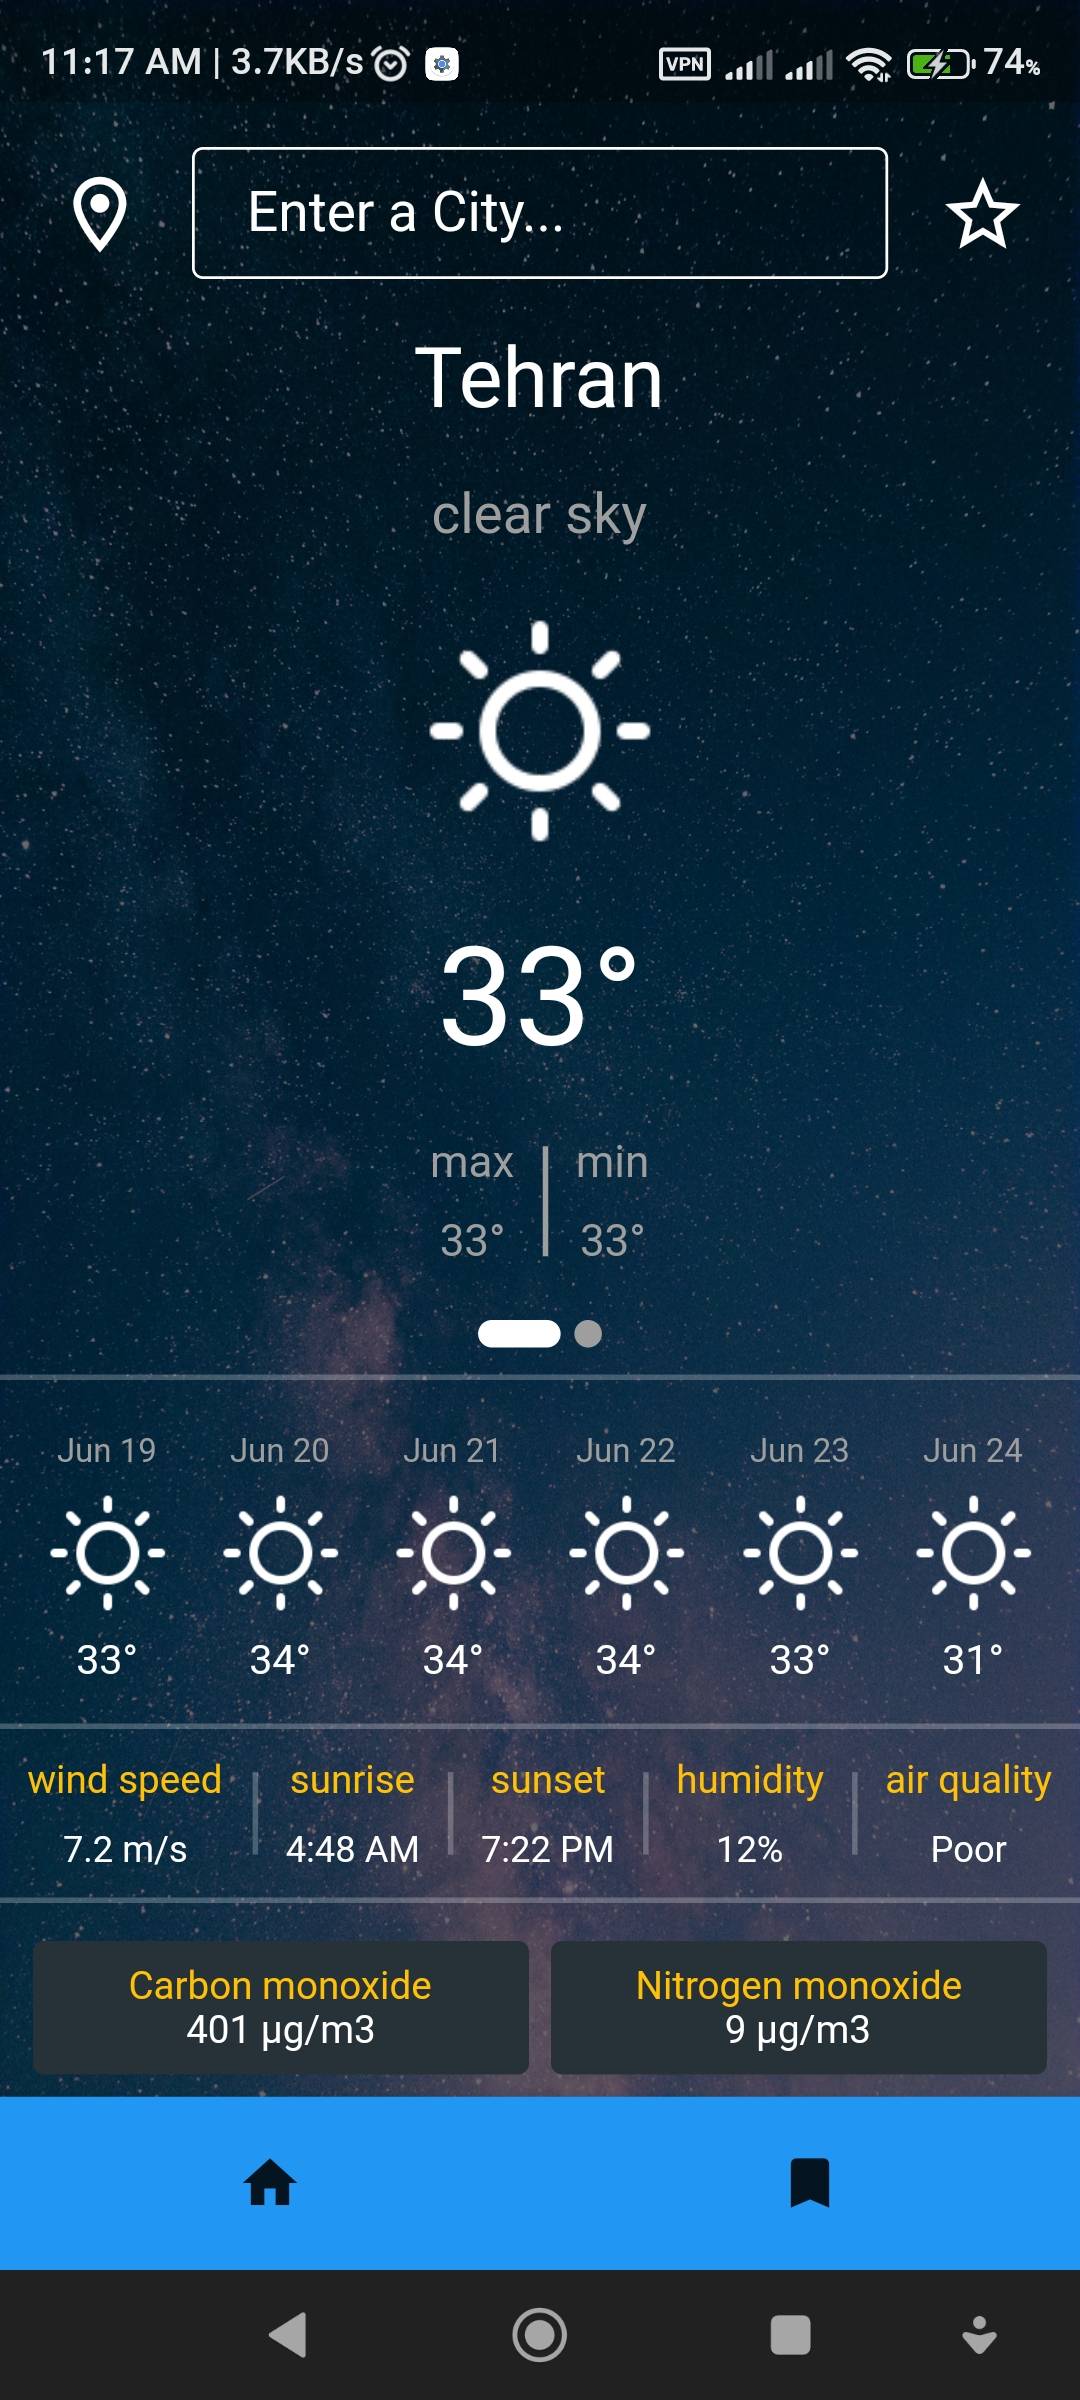 11:17 AM | 3.7KB/s VPN 74%
Enter a City...
Tehran
clear sky
33°
max min
33° 33°
Jun 19 Jun 20 Jun 21 Jun 22 Jun 23 Jun 24
33° 34° 34° 34° 33° 31°
wind speed sunrise sunset humidity air quality
7.2 m/s 4:48 AM 7:22 PM 12% Poor
Carbon monoxide Nitrogen monoxide
401 μg/m3 9 μg/m3